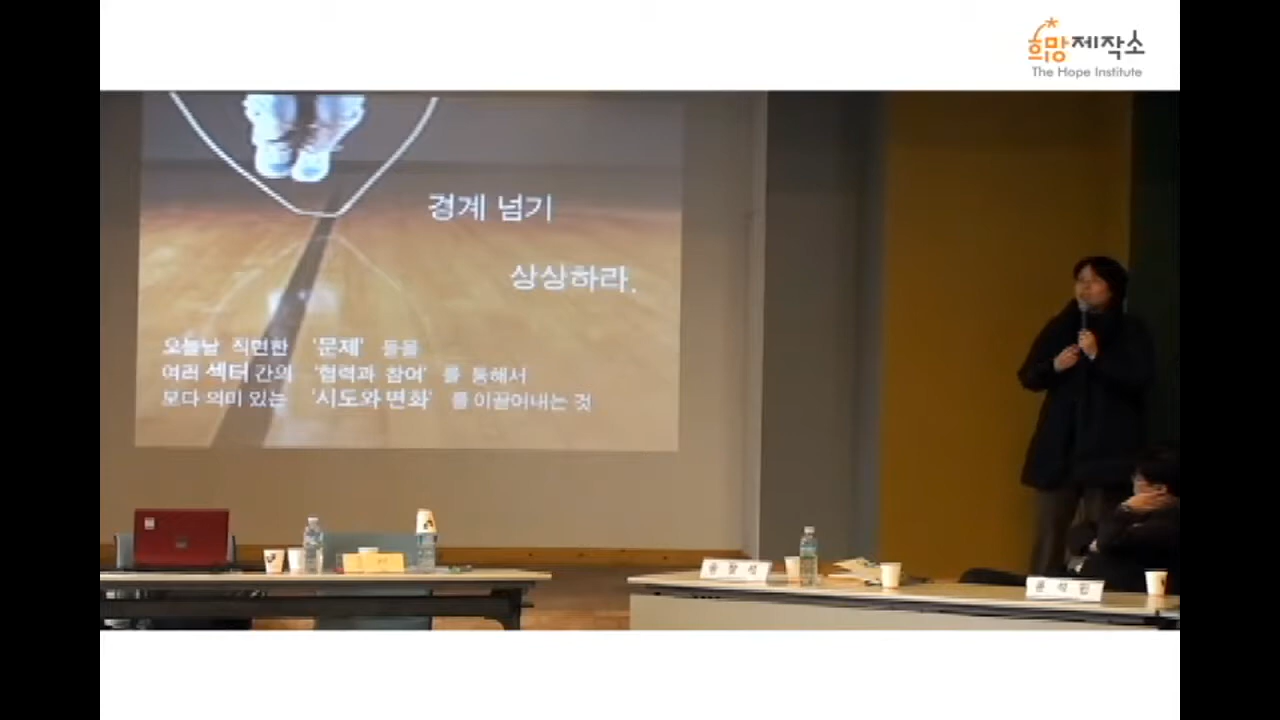 희망제작소
The Hope Institute
경계 넘기
상상하라.
오늘날 직면한 '문제' 들을
여러 섹터 간의 '협력과 참여' 를 통해서
보다 의미 있는 '시도와 변화' 를 이끌어내는 것